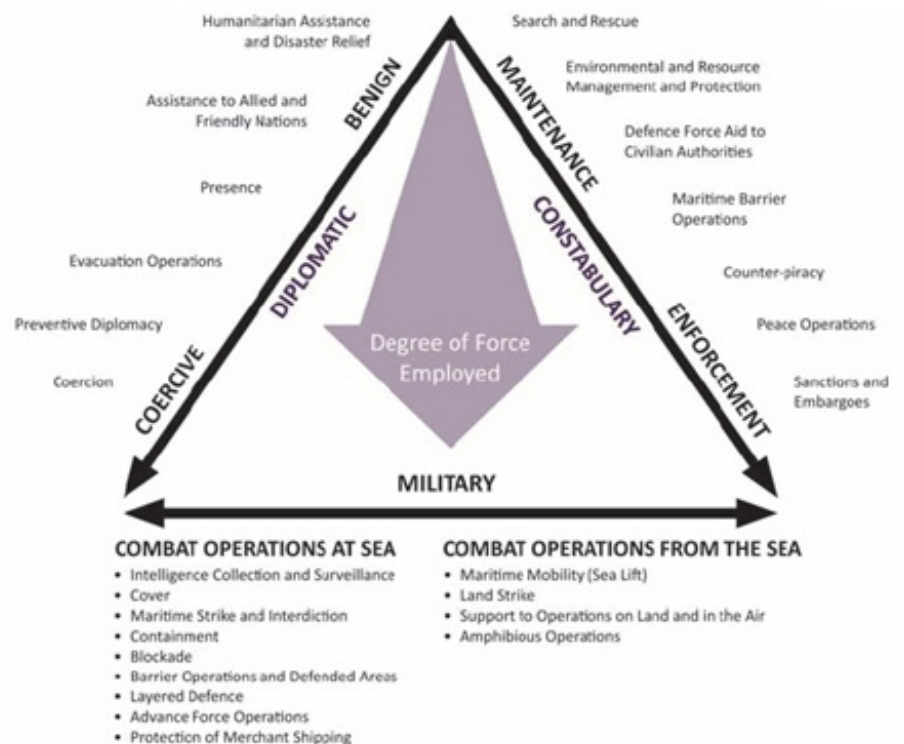 Humanitarian Assistance
and Disaster Relief
Search and Rescue
BENIGN
MAINTENANCE
Environmental and Resource
Management and Protection
Assistance to Allied and
Friendly Nations
Defence Force Aid to
Civilian Authorities
Presence
Maritime Barrier
Operations
DIPLOMATIC
CONSTABULARY
Evacuation Operations
Counter-piracy
Preventive Diplomacy
Peace Operations
Degree of Force
Employed
COERCIVE
ENFORCEMENT
Coercion
Sanctions and
Embargoes
MILITARY
COMBAT OPERATIONS AT SEA
• Intelligence Collection and Surveillance
• Cover
• Maritime Strike and Interdiction
• Containment
• Blockade
• Barrier Operations and Defended Areas
• Layered Defence
• Advance Force Operations
• Protection of Merchant Shipping
COMBAT OPERATIONS FROM THE SEA
• Maritime Mobility (Sea Lift)
• Land Strike
• Support to Operations on Land and in the Air
• Amphibious Operations